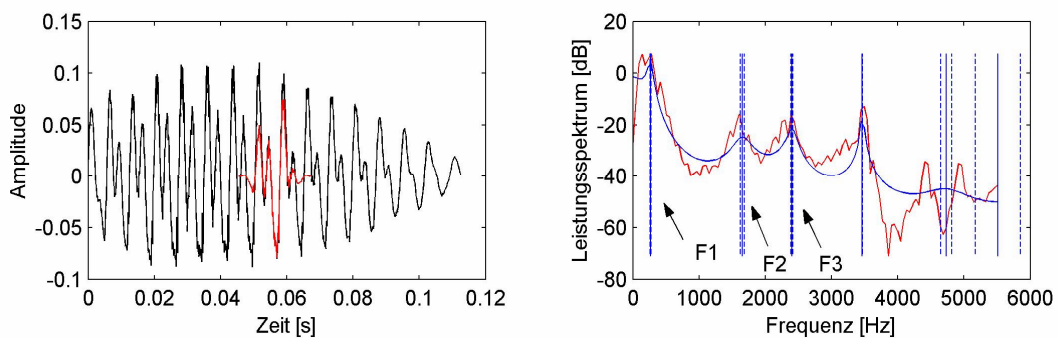 0.15
0.1
0.05
0
-0.05
-0.1
Amplitude
0 0.02 0.04 0.06 0.08 0.1 0.12
Zeit [s]
20
0
-20
-40
-60
-80
Leistungsspektrum [dB]
F1 F2 F3
0 1000 2000 3000 4000 5000 6000
Frequenz [Hz]